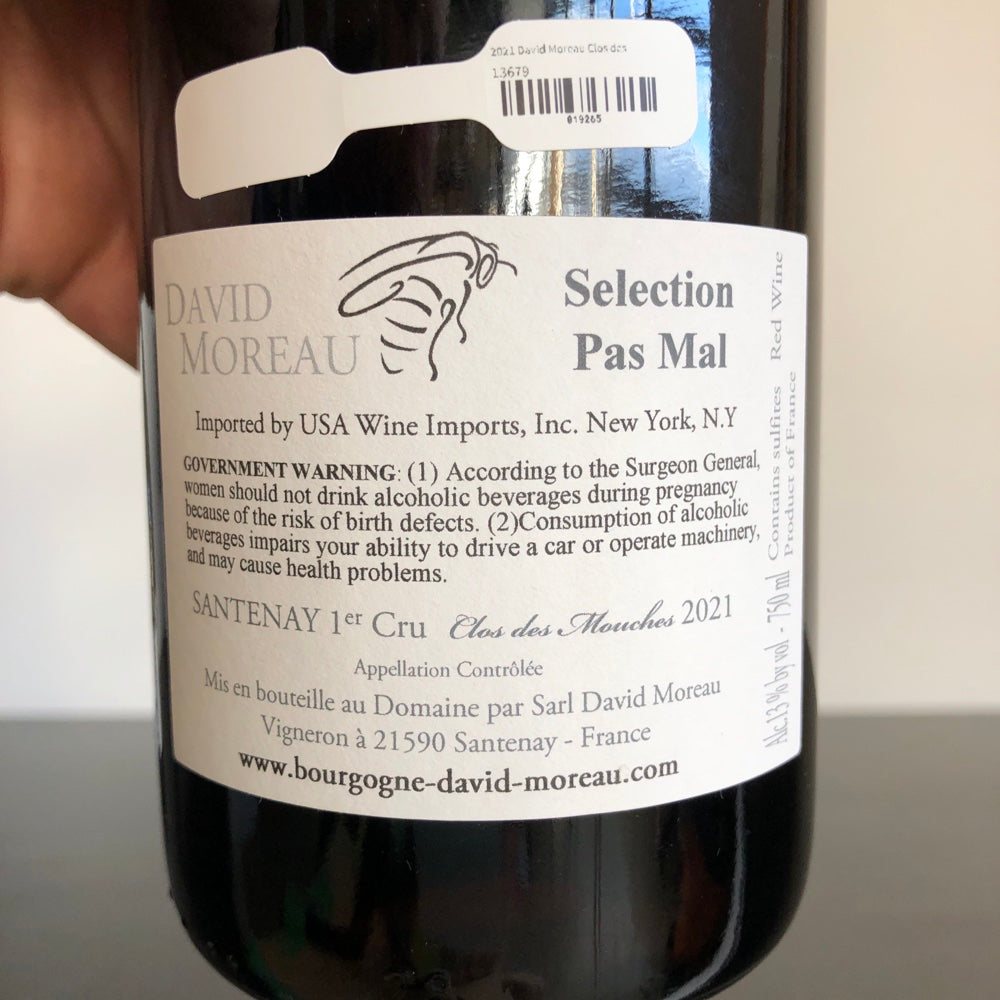 2021 David Moreau Clos des
13679
019265
DAVID
MOREAU
Selection
Pas Mal
Imported by USA Wine Imports, Inc. New York, N.Y
GOVERNMENT WARNING: (1) According to the Surgeon General,
women should not drink alcoholic beverages during pregnancy
because of the risk of birth defects. (2)Consumption of alcoholic
beverages impairs your ability to drive a car or operate machinery,
and may cause health problems.
SANTENAY 1er Cru Clos des Mouches 2021
Appellation Contrôlée
Mis en bouteille au Domaine par Sarl David Moreau
Vigneron à 21590 Santenay - France
www.bourgogne-david-moreau.com
Alc.13 % by vol - 750 ml Contains sulfites Red Wine
Product of France